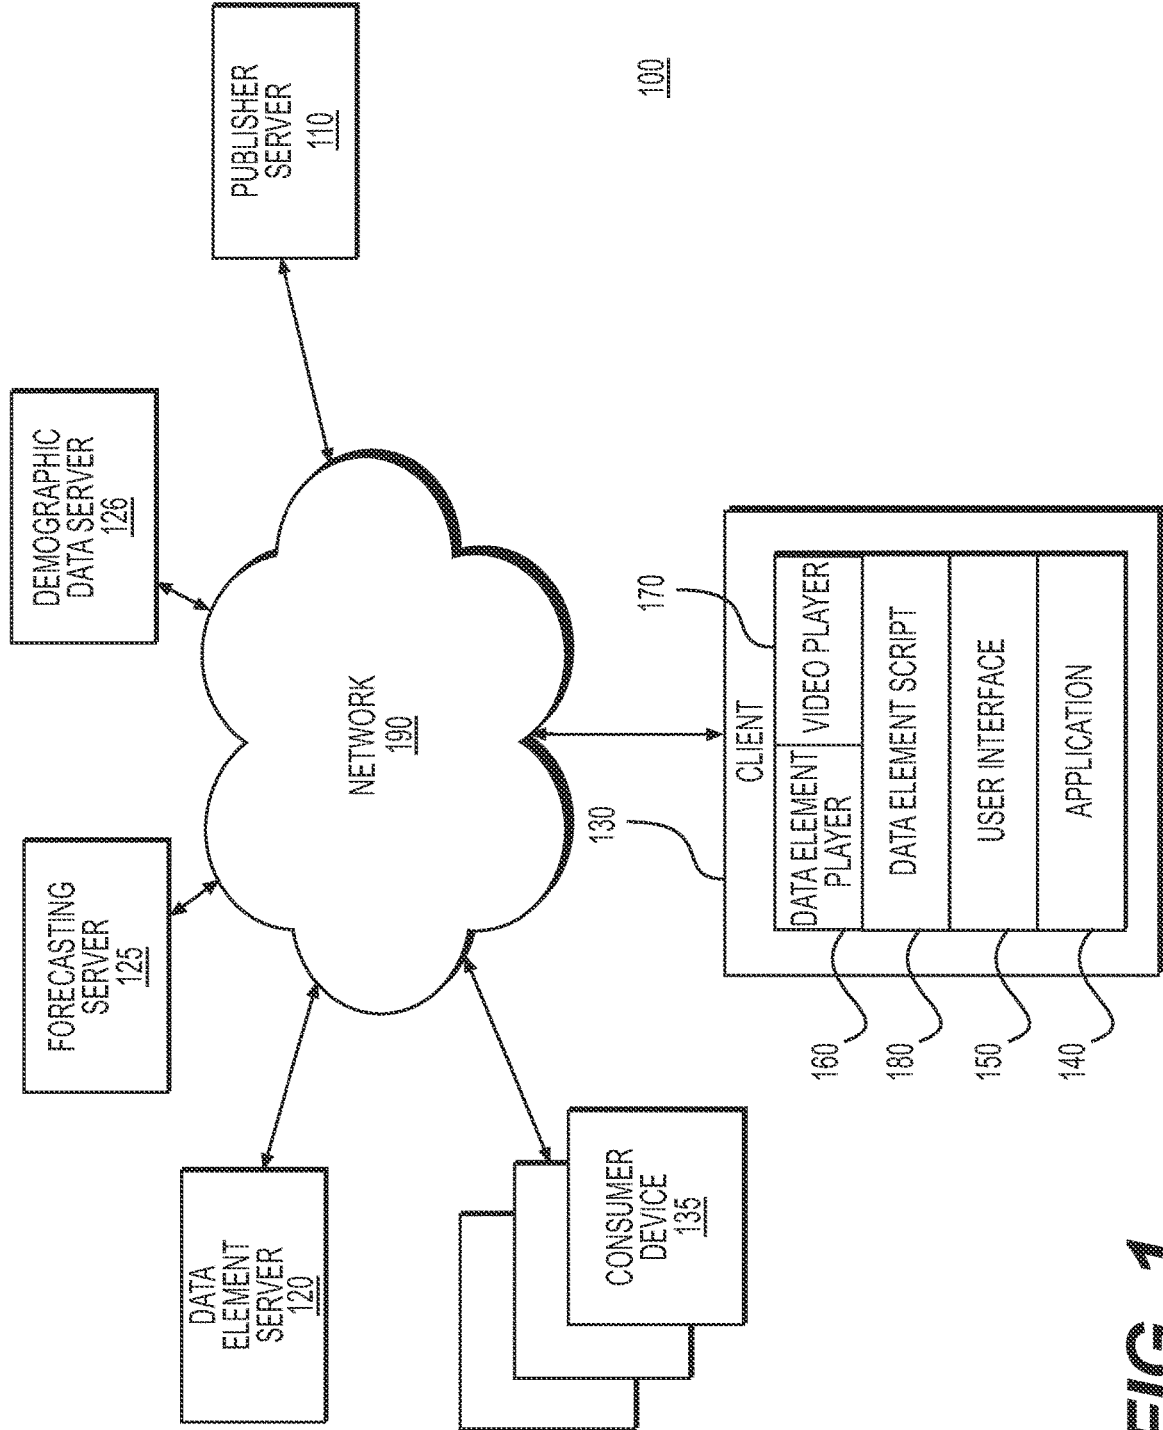 DATA
ELEMENT
SERVER
120
FORECASTING
SERVER
125
DEMOGRAPHIC
DATA SERVER
126
PUBLISHER
SERVER
110
NETWORK
190
100
CONSUMER
DEVICE
135
130
170
CLIENT
DATA ELEMENT
PLAYER
VIDEO PLAYER
160
DATA ELEMENT SCRIPT
180
USER INTERFACE
150
APPLICATION
140
FIG. 1